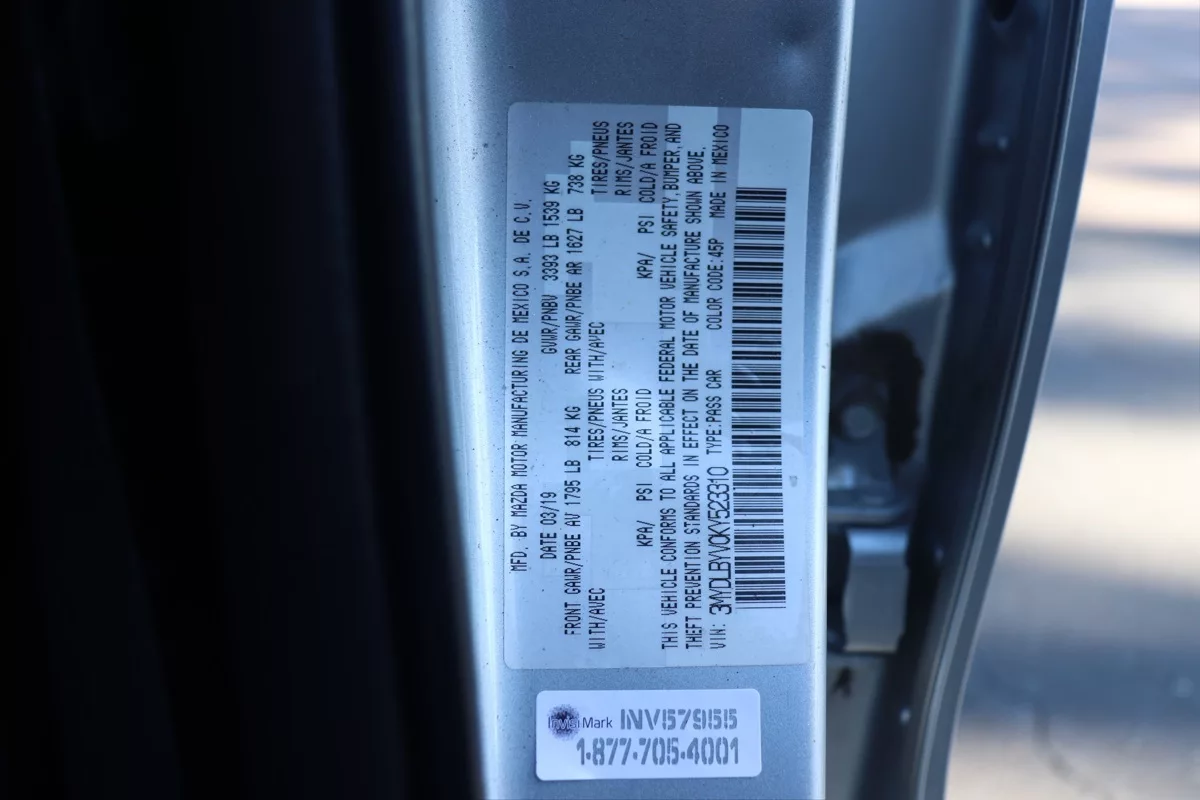 MFD. BY MAZDA MOTOR MANUFACTURING DE MEXICO S.A. DE C.V.
DATE 03/19 GVWR/PNBV 3393 LB 1539 KG
FRONT GAWR/PNBE AV 1795 LB 814 KG REAR GAWR/PNBE AR 1627 LB 738 KG
WITH/AVEC TIRES/PNEUS WITH/AVEC TIRES/PNEUS
RIMS/JANTES RIMS/JANTES
KPA/ PSI COLD/A FROID KPA/ PSI COLD/A FROID
THIS VEHICLE CONFORMS TO ALL APPLICABLE FEDERAL MOTOR VEHICLE SAFETY, BUMPER, AND
THEFT PREVENTION STANDARDS IN EFFECT ON THE DATE OF MANUFACTURE SHOWN ABOVE.
VIN: 3MYDLBYV0KY523310 TYPE:PASS CAR COLOR CODE:45P MADE IN MEXICO
InvisiMark INV57955
1-877-705-4001